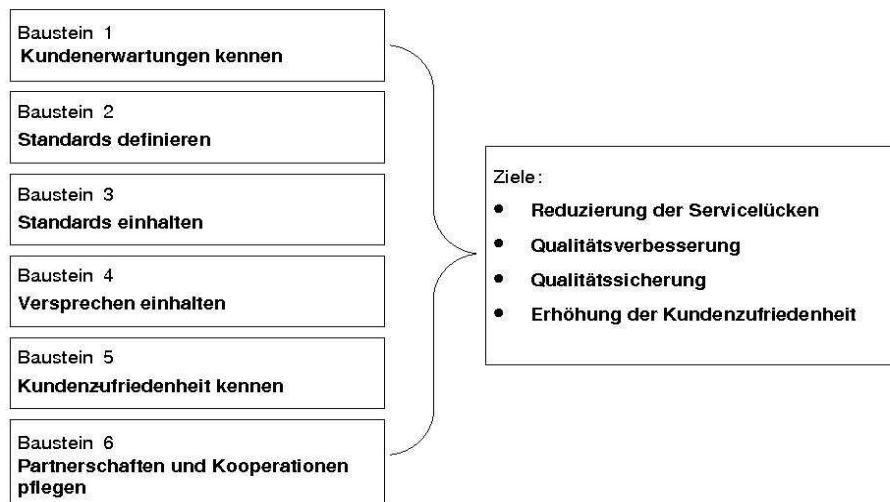 Baustein 1
Kundenerwartungen kennen
Baustein 2
Standards definieren
Baustein 3
Standards einhalten
Baustein 4
Versprechen einhalten
Baustein 5
Kundenzufriedenheit kennen
Baustein 6
Partnerschaften und Kooperationen
pflegen
Ziele:
• Reduzierung der Servicelücken
• Qualitätsverbesserung
• Qualitätssicherung
• Erhöhung der Kundenzufriedenheit